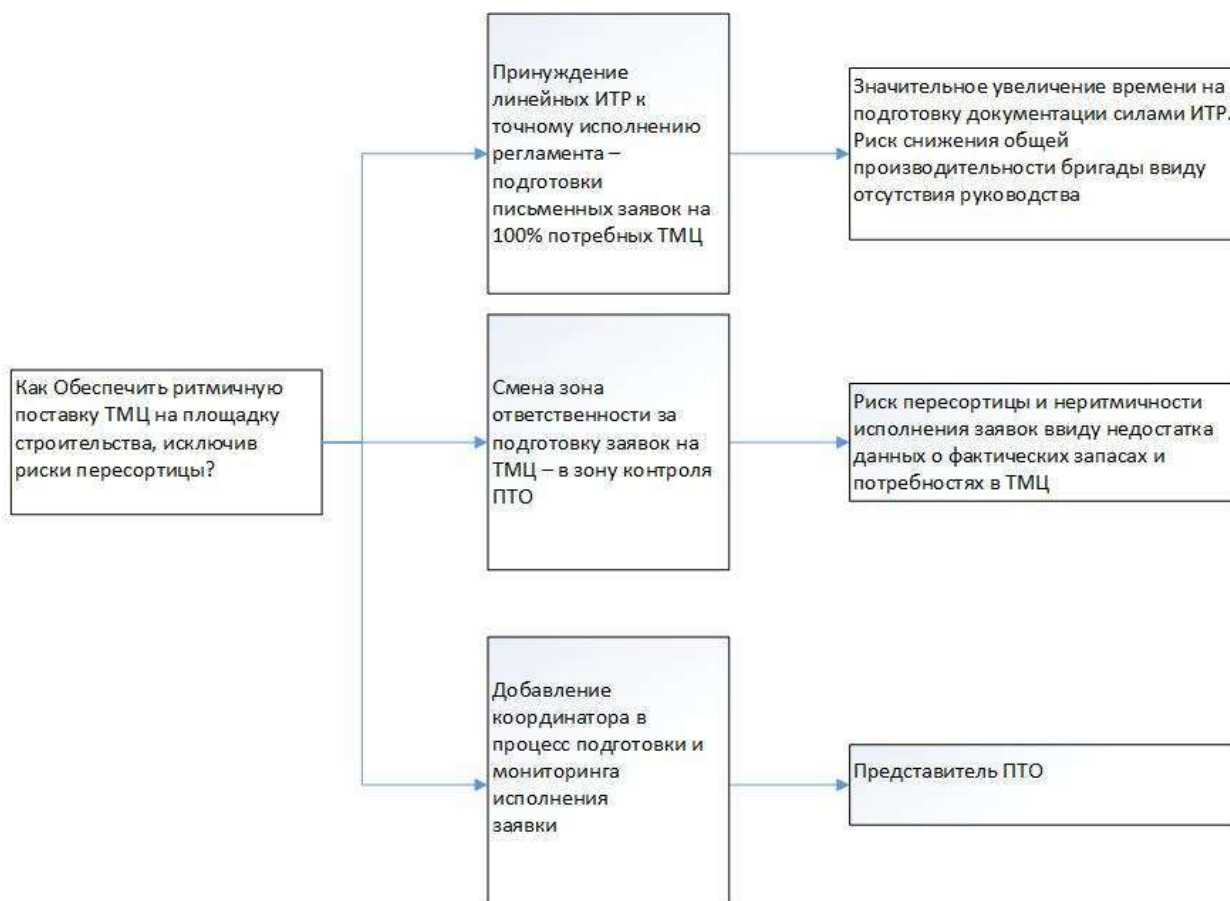 Как Обеспечить ритмичную
поставку ТМЦ на площадку
строительства, исключив
риски пересортицы?
Принуждение
линейных ИТР к
точному исполнению
регламента –
подготовки
письменных заявок на
100% потребных ТМЦ
Значительное увеличение времени на
подготовку документации силами ИТР.
Риск снижения общей
производительности бригады ввиду
отсутствия руководства
Смена зона
ответственности за
подготовку заявок на
ТМЦ – в зону контроля
ПТО
Риск пересортицы и неритмичности
исполнения заявок ввиду недостатка
данных о фактических запасах и
потребностях в ТМЦ
Добавление
координатора в
процесс подготовки и
мониторинга
исполнения
заявки
Представитель ПТО